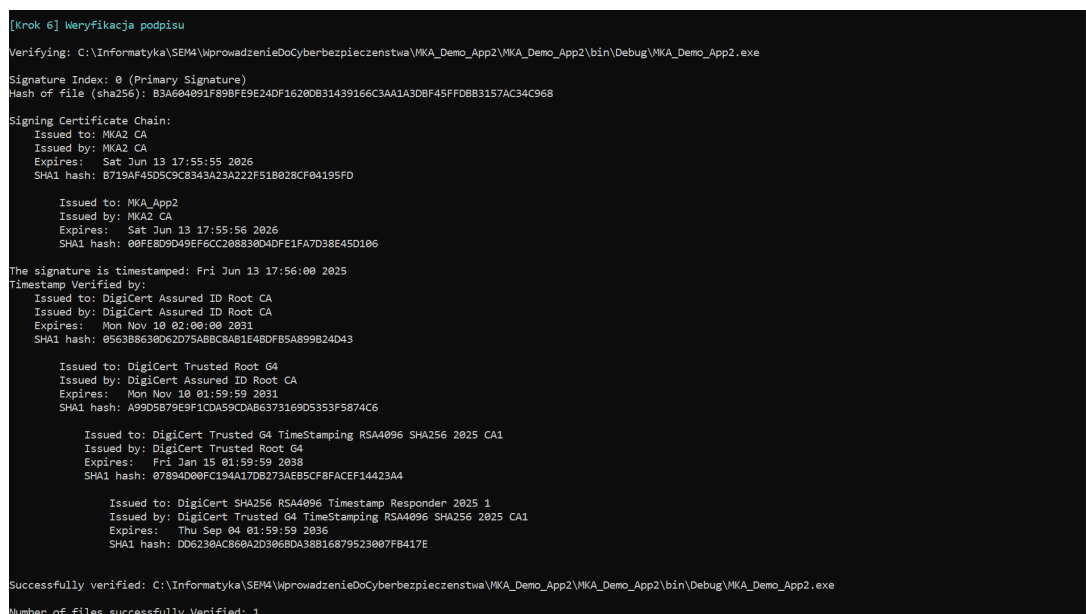 [Krok 6] Weryfikacja podpisu
Verifying: C:\Informatyka\SEM4\WprowadzenieDoCyberbezpieczenstwa\MKA_Demo_App2\MKA_Demo_App2\bin\Debug\MKA_Demo_App2.exe
Signature Index: 0 (Primary Signature)
Hash of file (sha256): B3A604091F89BFE9E24DF1620DB31439166C3AA1A3DBF45FFDBB3157AC34C968
Signing Certificate Chain:
Issued to: MKA2 CA
Issued by: MKA2 CA
Expires: Sat Jun 13 17:55:55 2026
SHA1 hash: B719AF45D5C9C8343A23A222F51B028CF04195FD
Issued to: MKA_App2
Issued by: MKA2 CA
Expires: Sat Jun 13 17:55:56 2026
SHA1 hash: 00FE8D9D49EF6CC208830D4DFE1FA7D38E45D106
The signature is timestamped: Fri Jun 13 17:56:00 2025
Timestamp Verified by:
Issued to: DigiCert Assured ID Root CA
Issued by: DigiCert Assured ID Root CA
Expires: Mon Nov 10 02:00:00 2031
SHA1 hash: 0563B8630D62D75ABBC8AB1E4BDFB5A899B24D43
Issued to: DigiCert Trusted Root G4
Issued by: DigiCert Assured ID Root CA
Expires: Mon Nov 10 01:59:59 2031
SHA1 hash: A99D5B79E9F1CDA59CDAB6373169D5353F5874C6
Issued to: DigiCert Trusted G4 TimeStamping RSA4096 SHA256 2025 CA1
Issued by: DigiCert Trusted Root G4
Expires: Fri Jan 15 01:59:59 2038
SHA1 hash: 07894D00FC194A17DB273AEB5CF8FACEF14423A4
Issued to: DigiCert SHA256 RSA4096 Timestamp Responder 2025 1
Issued by: DigiCert Trusted G4 TimeStamping RSA4096 SHA256 2025 CA1
Expires: Thu Sep 04 01:59:59 2036
SHA1 hash: DD6230AC860A2D306BDA38B16879523007FB417E
Successfully verified: C:\Informatyka\SEM4\WprowadzenieDoCyberbezpieczenstwa\MKA_Demo_App2\MKA_Demo_App2\bin\Debug\MKA_Demo_App2.exe
Number of files successfully Verified: 1